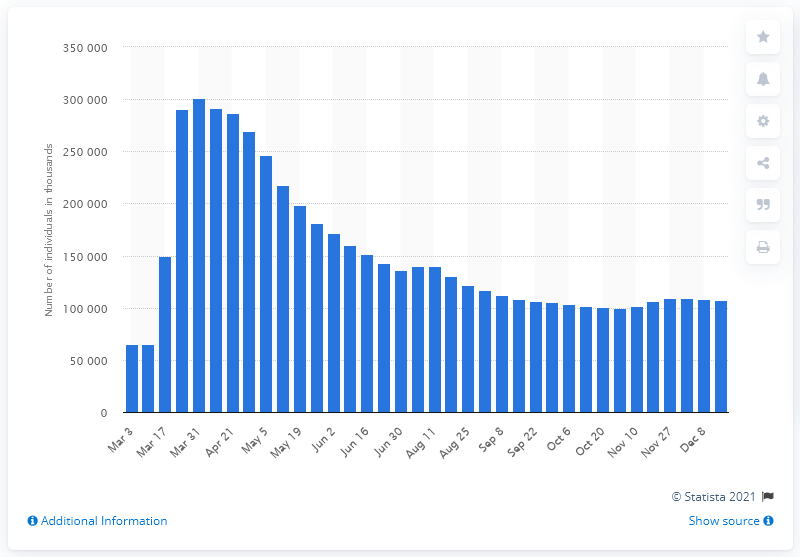 350 000
300 000
250 000
200 000
150 000
100 000
50 000
0
Number of individuals in thousands
Mar 3
Mar 17
Mar 31
Apr 21
May 5
May 19
Jun 2
Jun 16
Jun 30
Aug 11
Aug 25
Sep 8
Sep 22
Oct 6
Oct 20
Nov 10
Nov 27
Dec 8
© Statista 2021
Additional Information
Show source